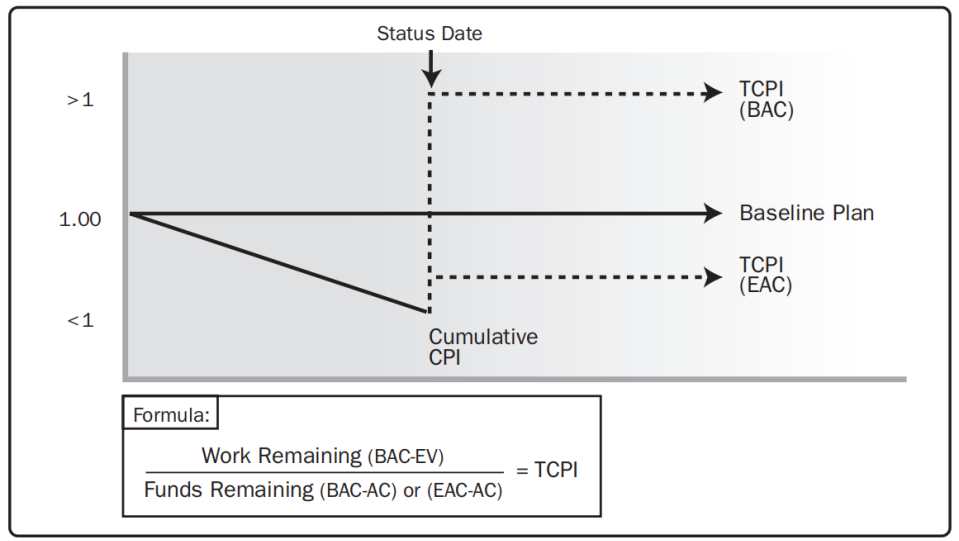 Status Date
>1
TCPI
(BAC)
1.00
Baseline Plan
TCPI
(EAC)
<1
Cumulative
CPI
Formula:
Work Remaining (BAC-EV)
= TCPI
Funds Remaining (BAC-AC) or (EAC-AC)